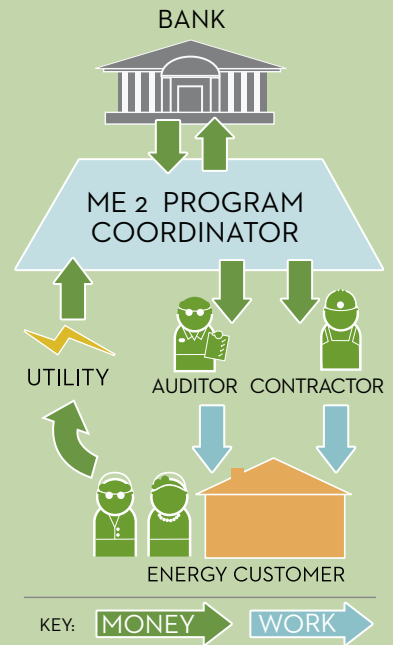 BANK
ME 2 PROGRAM
COORDINATOR
UTILITY
AUDITOR
CONTRACTOR
ENERGY CUSTOMER
KEY:
MONEY
WORK